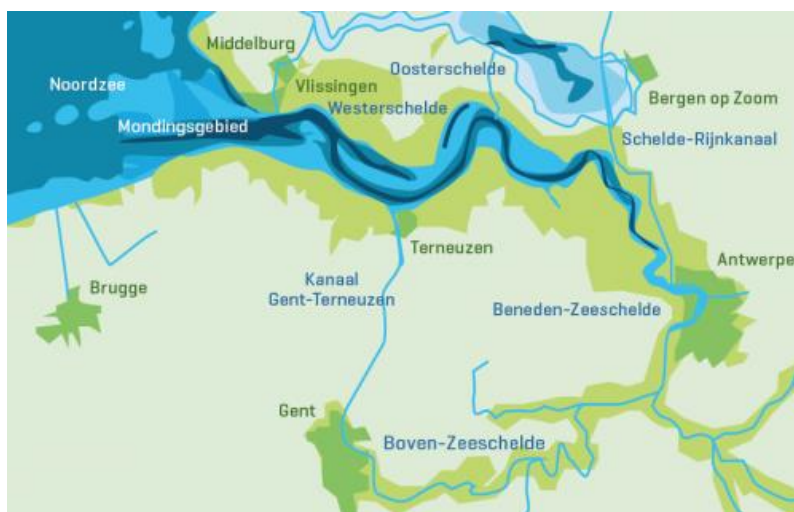 Middelburg
Noordzee
Oosterschelde
Vlissingen
Westerschelde
Bergen op Zoom
Mondingsgebied
Schelde-Rijnkanaal
Terneuzen
Antwerpe
Kanaal
Gent-Terneuzen
Brugge
Beneden-Zeeschelde
Gent
Boven-Zeeschelde